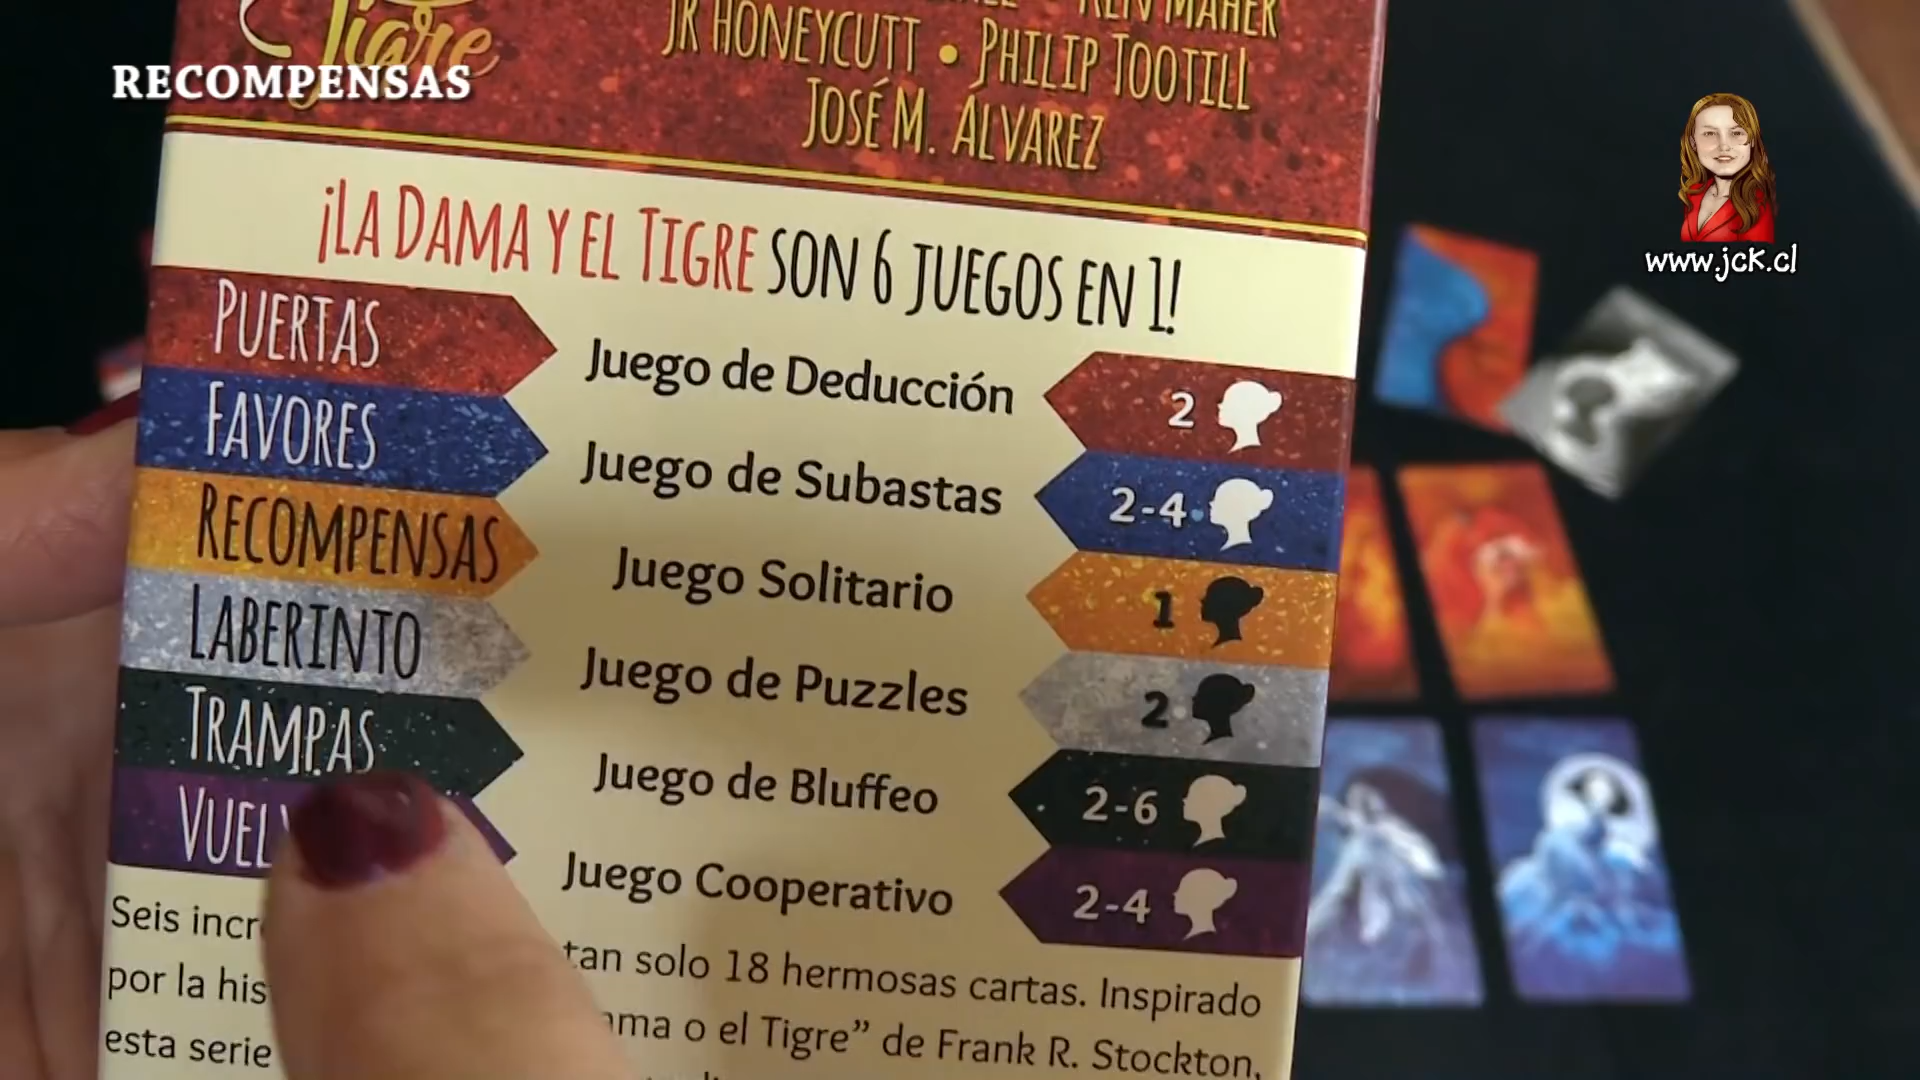 RECOMPENSAS
Tigre
KEN MAHER
JR HONEYCUTT • PHILIP TOOTILL
JOSÉ M. ÁLVAREZ
www.jck.cl
¡LA DAMA Y EL TIGRE SON 6 JUEGOS EN 1!
PUERTAS Juego de Deducción 2
FAVORES Juego de Subastas 2-4
RECOMPENSAS Juego Solitario 1
LABERINTO Juego de Puzzles 2
TRAMPAS Juego de Bluffeo 2-6
Juego Cooperativo 2-4
Seis tan solo 18 hermosas cartas. Inspirado
por la o el Tigre” de Frank R. Stockton,
esta serie